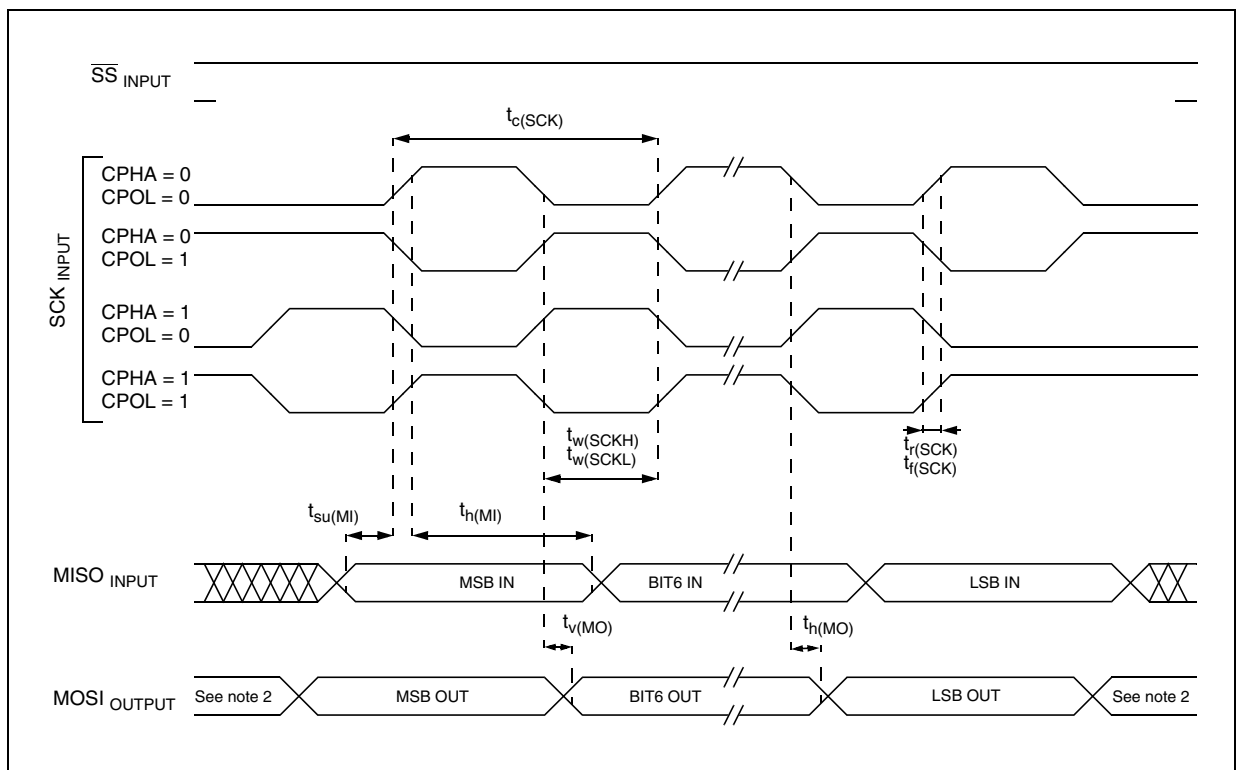 SS INPUT
tc(SCK)
SCK INPUT
CPHA = 0
CPOL = 0
CPHA = 0
CPOL = 1
CPHA = 1
CPOL = 0
CPHA = 1
CPOL = 1
tw(SCKH)
tw(SCKL)
tr(SCK)
tf(SCK)
tsu(MI)
th(MI)
MISO INPUT
MSB IN
BIT6 IN
LSB IN
tv(MO)
th(MO)
MOSI OUTPUT
See note 2
MSB OUT
BIT6 OUT
LSB OUT
See note 2